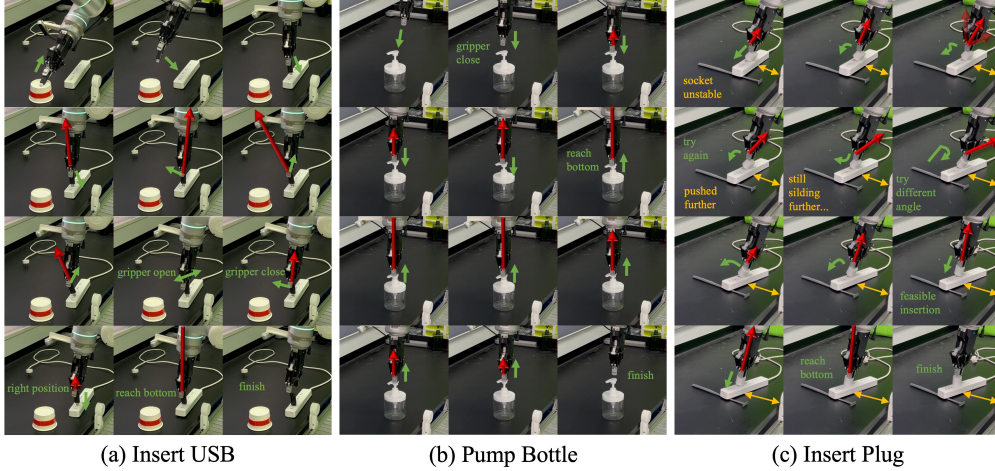 gripper
close
socket
unstable
reach
bottom
try
again
pushed
further
still
silding
further...
try
different
angle
gripper open
gripper close
feasible
insertion
right position
reach bottom
finish
finish
reach
bottom
finish
(a) Insert USB
(b) Pump Bottle
(c) Insert Plug